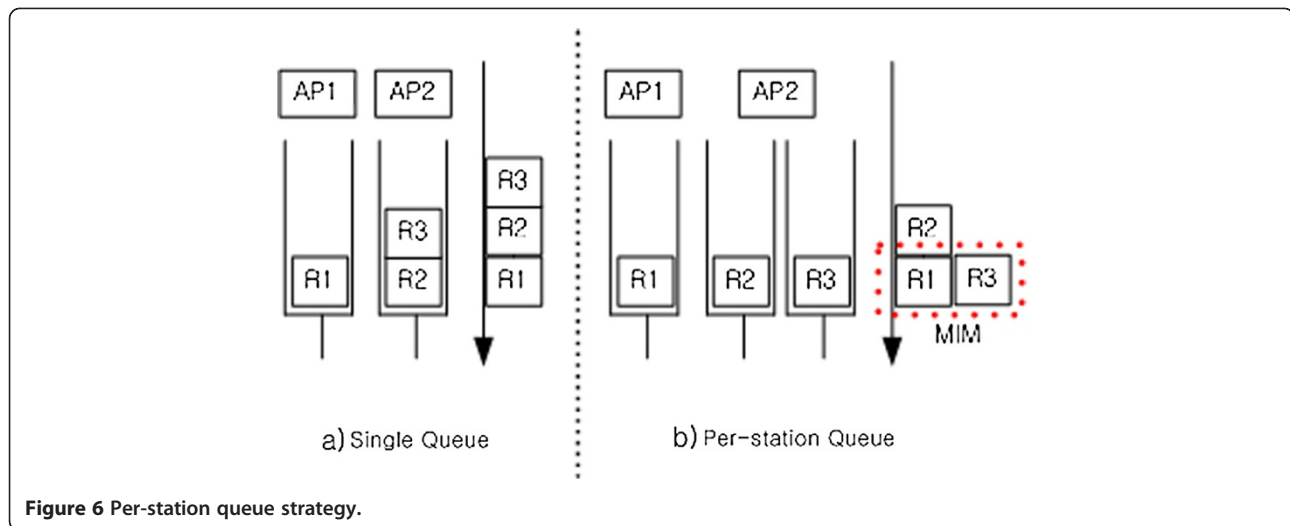 AP1 AP2 AP1 AP2
R3
R2
R3 R2
R1 R2 R1 R1 R2 R3 R1 R3
MIM
a) Single Queue b) Per-station Queue
Figure 6 Per-station queue strategy.